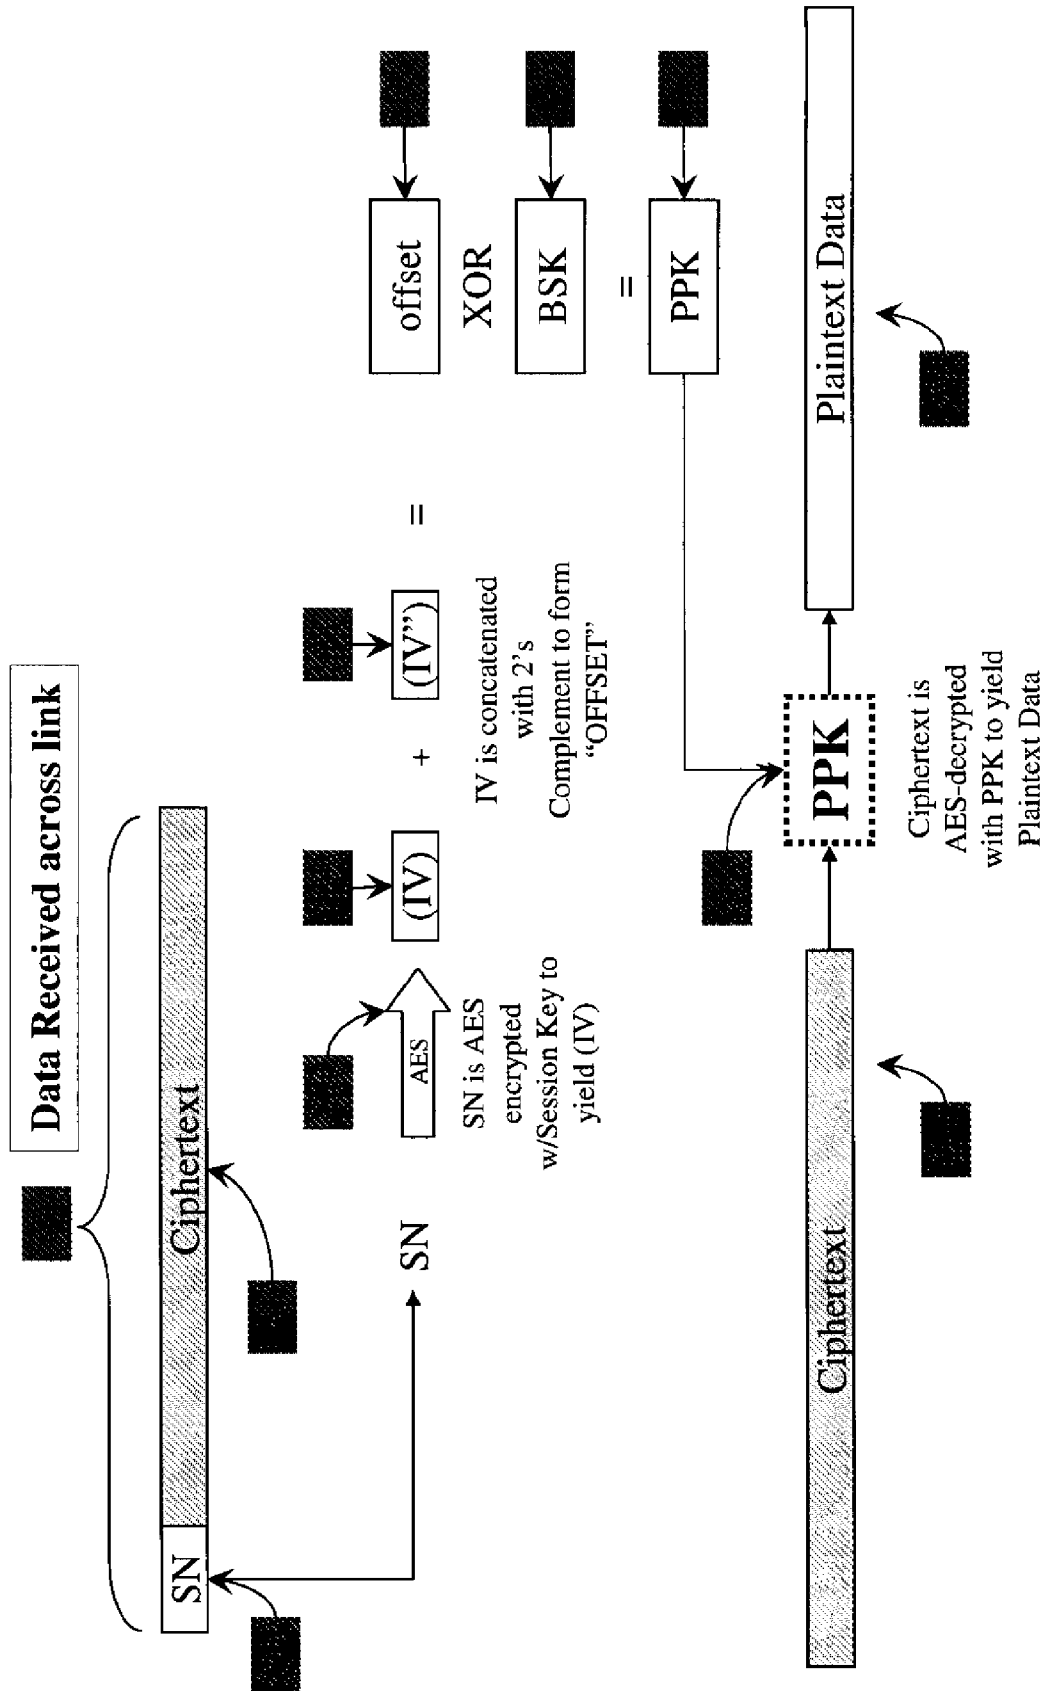 Data Received across link
SN
Ciphertext
SN
AES
(IV)
+
(IV")
=
offset
XOR
BSK
=
PPK
SN is AES
encrypted
w/Session Key to
yield (IV)
IV is concatenated
with 2's
Complement to form
"OFFSET"
Ciphertext
PPK
Plaintext Data
Ciphertext is
AES-decrypted
with PPK to yield
Plaintext Data